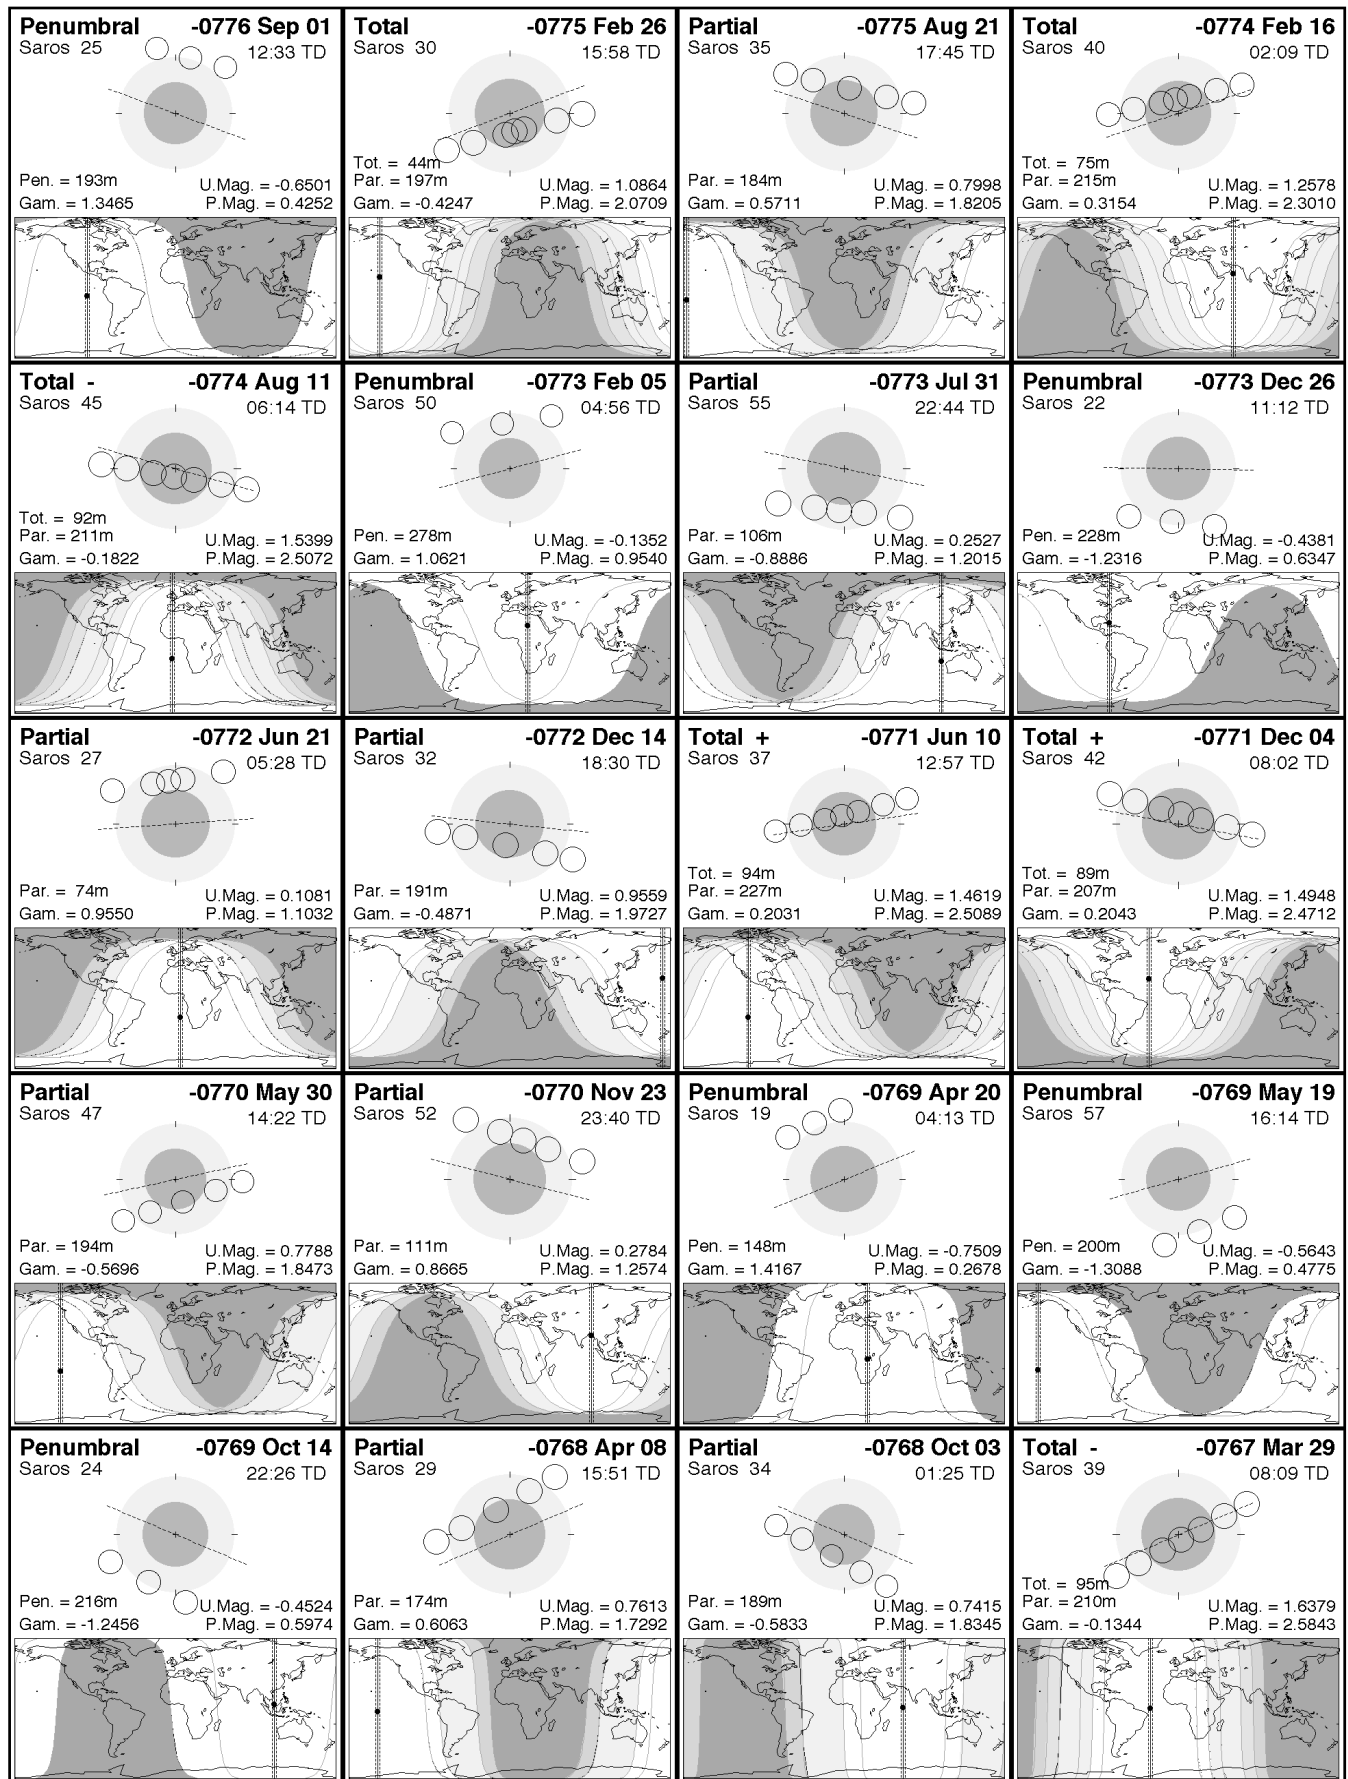 Penumbral -0776 Sep 01
Saros 25 12:33 TD
Pen. = 193m U.Mag. = -0.6501
Gam. = 1.3465 P.Mag. = 0.4252
Total -0775 Feb 26
Saros 30 15:58 TD
Tot. = 44m
Par. = 197m U.Mag. = 1.0864
Gam. = -0.4247 P.Mag. = 2.0709
Partial -0775 Aug 21
Saros 35 17:45 TD
Par. = 184m U.Mag. = 0.7998
Gam. = 0.5711 P.Mag. = 1.8205
Total -0774 Feb 16
Saros 40 02:09 TD
Tot. = 75m
Par. = 215m U.Mag. = 1.2578
Gam. = 0.3154 P.Mag. = 2.3010
Total - -0774 Aug 11
Saros 45 06:14 TD
Tot. = 92m
Par. = 211m U.Mag. = 1.5399
Gam. = -0.1822 P.Mag. = 2.5072
Penumbral -0773 Feb 05
Saros 50 04:56 TD
Pen. = 278m U.Mag. = -0.1352
Gam. = 1.0621 P.Mag. = 0.9540
Partial -0773 Jul 31
Saros 55 22:44 TD
Par. = 106m U.Mag. = 0.2527
Gam. = -0.8886 P.Mag. = 1.2015
Penumbral -0773 Dec 26
Saros 22 11:12 TD
Pen. = 228m U.Mag. = -0.4381
Gam. = -1.2316 P.Mag. = 0.6347
Partial -0772 Jun 21
Saros 27 05:28 TD
Par. = 74m U.Mag. = 0.1081
Gam. = 0.9550 P.Mag. = 1.1032
Partial -0772 Dec 14
Saros 32 18:30 TD
Par. = 191m U.Mag. = 0.9559
Gam. = -0.4871 P.Mag. = 1.9727
Total + -0771 Jun 10
Saros 37 12:57 TD
Tot. = 94m
Par. = 227m U.Mag. = 1.4619
Gam. = 0.2031 P.Mag. = 2.5089
Total + -0771 Dec 04
Saros 42 08:02 TD
Tot. = 89m
Par. = 207m U.Mag. = 1.4948
Gam. = 0.2043 P.Mag. = 2.4712
Partial -0770 May 30
Saros 47 14:22 TD
Par. = 194m U.Mag. = 0.7788
Gam. = -0.5696 P.Mag. = 1.8473
Partial -0770 Nov 23
Saros 52 23:40 TD
Par. = 111m U.Mag. = 0.2784
Gam. = 0.8665 P.Mag. = 1.2574
Penumbral -0769 Apr 20
Saros 19 04:13 TD
Pen. = 148m U.Mag. = -0.7509
Gam. = 1.4167 P.Mag. = 0.2678
Penumbral -0769 May 19
Saros 57 16:14 TD
Pen. = 200m U.Mag. = -0.5643
Gam. = -1.3088 P.Mag. = 0.4775
Penumbral -0769 Oct 14
Saros 24 22:26 TD
Pen. = 216m U.Mag. = -0.4524
Gam. = -1.2456 P.Mag. = 0.5974
Partial -0768 Apr 08
Saros 29 15:51 TD
Par. = 174m U.Mag. = 0.7613
Gam. = 0.6063 P.Mag. = 1.7292
Partial -0768 Oct 03
Saros 34 01:25 TD
Par. = 189m U.Mag. = 0.7415
Gam. = -0.5833 P.Mag. = 1.8345
Total - -0767 Mar 29
Saros 39 08:09 TD
Tot. = 95m
Par. = 210m U.Mag. = 1.6379
Gam. = -0.1344 P.Mag. = 2.5843